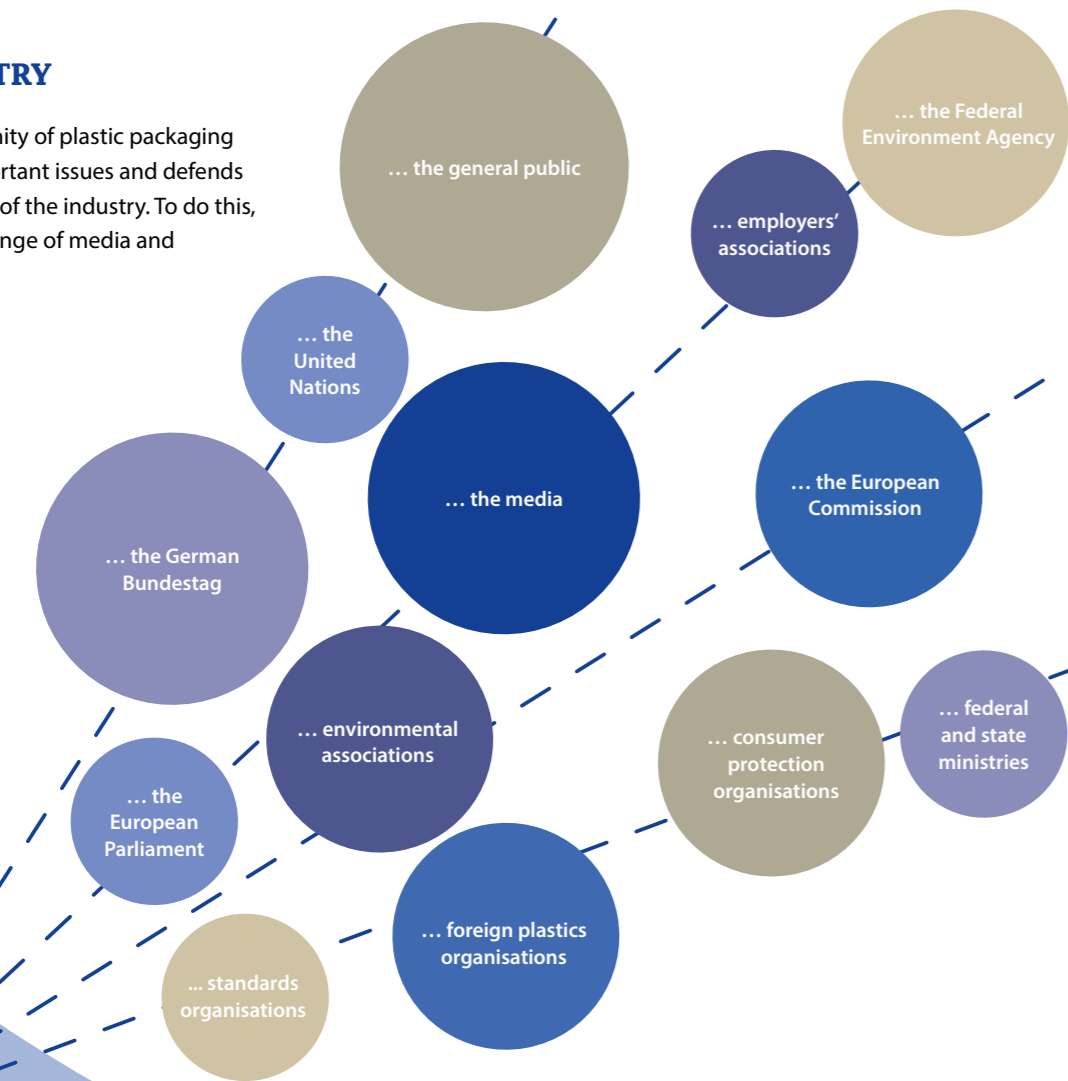 TRY
nity of plastic packaging
ortant issues and defends
of the industry. To do this,
nge of media and
… the general public
… the Federal
Environment Agency
… employers’
associations
… the
United
Nations
… the media
… the European
Commission
… the German
Bundestag
… environmental
associations
… consumer
protection
organisations
… federal
and state
ministries
… the
European
Parliament
… foreign plastics
organisations
... standards
organisations